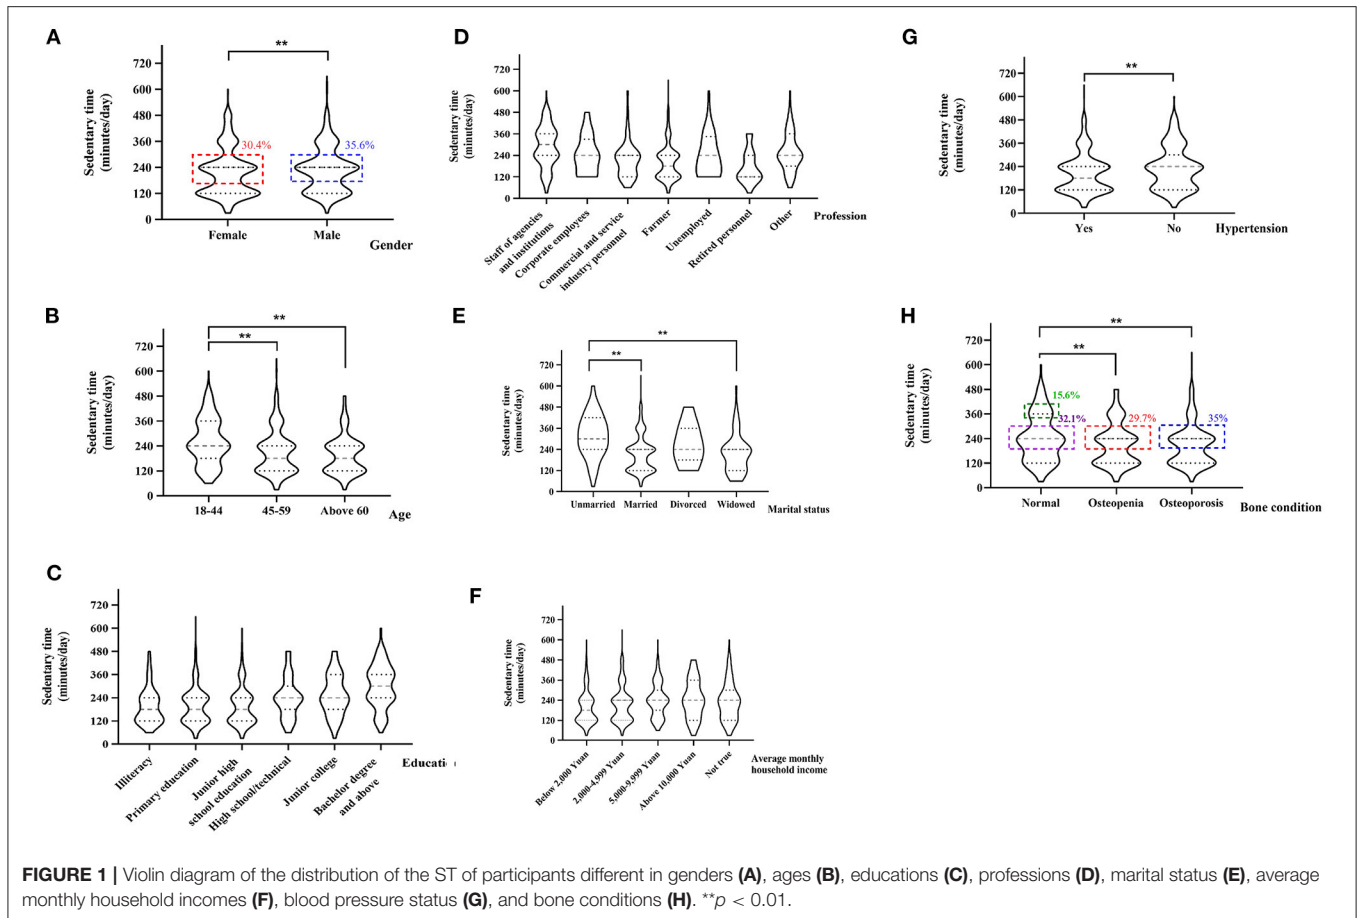 A
**
Sedentary time
(minutes/day)
720
600
480
360
240
120
0
30.4%
35.6%
Female
Male
Gender
B
**
**
Sedentary time
(minutes/day)
720
600
480
360
240
120
0
18-44
45-59
Above 60
Age
C
Sedentary time
(minutes/day)
720
600
480
360
240
120
0
Illiteracy
Primary education
Junior high
school education
High school/technical
Junior college
Bachelor degree
and above
D
Sedentary time
(minutes/day)
720
600
480
360
240
120
0
Staff of agencies
and institutions
Corporate employees
Commercial and service
industry personnel
Farmer
Unemployed
Retired personnel
Other
Profession
E
**
**
Sedentary time
(minutes/day)
720
600
480
360
240
120
0
Unmarried
Married
Divorced
Widowed
Marital status
F
Sedentary time
(minutes/day)
720
600
480
360
240
120
0
Below 2,000 Yuan
2,000-4,999 Yuan
5,000-9,999 Yuan
Above 10,000 Yuan
Not true
Average monthly
household income
G
**
Sedentary time
(minutes/day)
720
600
480
360
240
120
0
Yes
No
Hypertension
H
**
**
Sedentary time
(minutes/day)
720
600
480
360
240
120
0
15.6%
32.1%
29.7%
35%
Normal
Osteopenia
Osteoporosis
Bone condition
FIGURE 1 | Violin diagram of the distribution of the ST of participants different in genders (A), ages (B), educations (C), professions (D), marital status (E), average
monthly household incomes (F), blood pressure status (G), and bone conditions (H). **p < 0.01.